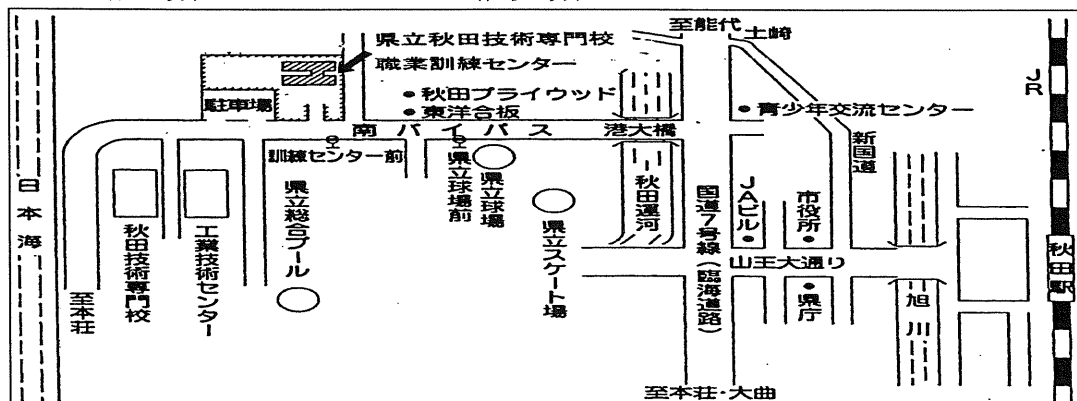 至能代
土崎
県立秋田技術専門校
職業訓練センター
JR
駐車場
秋田プライウッド
東洋合板
青少年交流センター
南バイパス
港大橋
新国道
訓練センター前
県立球場前
県立球場
日本海
秋田技術専門校
工業技術センター
県立総合プール
県立スケート場
秋田運河
国道7号線(臨海道路)
JAビル
市役所
山王大通り
県庁
旭川
秋田駅
至本荘
至本荘・大曲